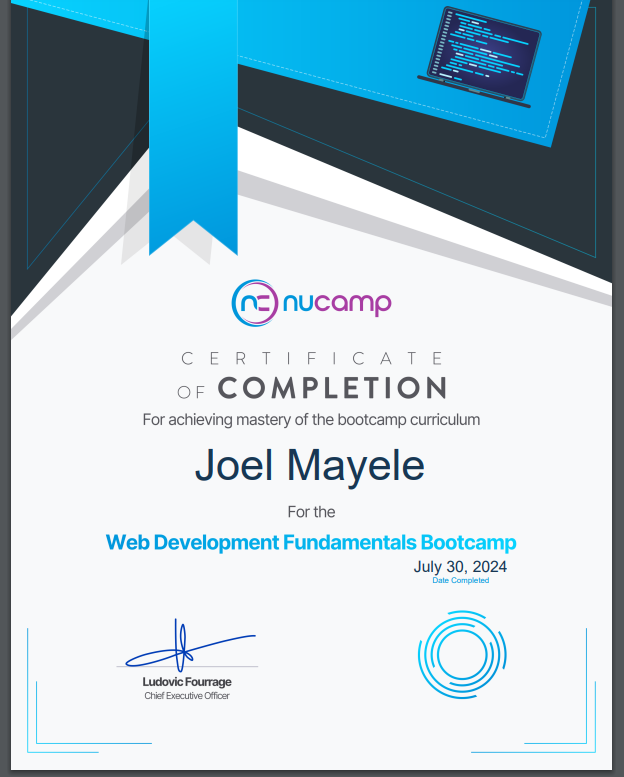 nc nucamp
CERTIFICATE
OF COMPLETION
For achieving mastery of the bootcamp curriculum
Joel Mayele
For the
Web Development Fundamentals Bootcamp
July 30, 2024
Date Completed
Ludovic Fourrage
Chief Executive Officer